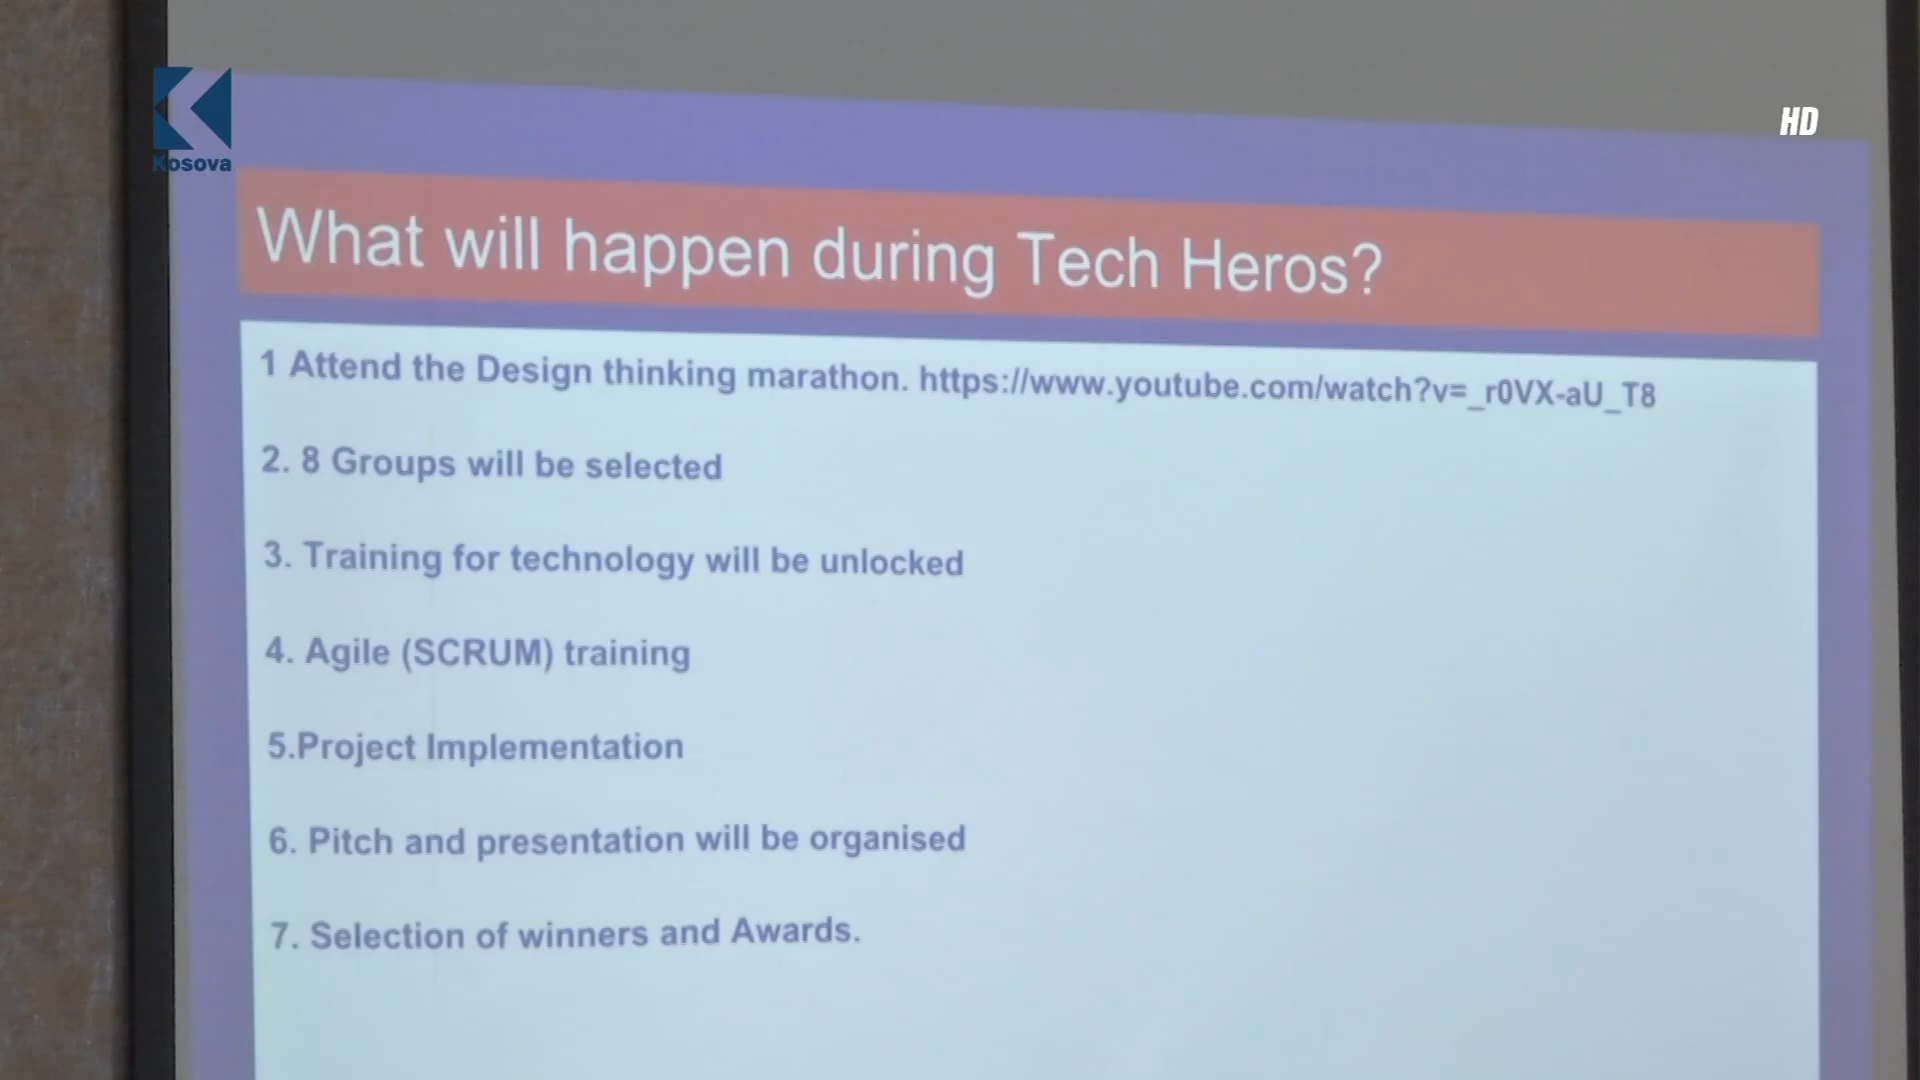 Kosova
HD
What will happen during Tech Heros?
1 Attend the Design thinking marathon. https://www.youtube.com/watch?v=_r0VX-aU_T8
2. 8 Groups will be selected
3. Training for technology will be unlocked
4. Agile (SCRUM) training
5.Project Implementation
6. Pitch and presentation will be organised
7. Selection of winners and Awards.